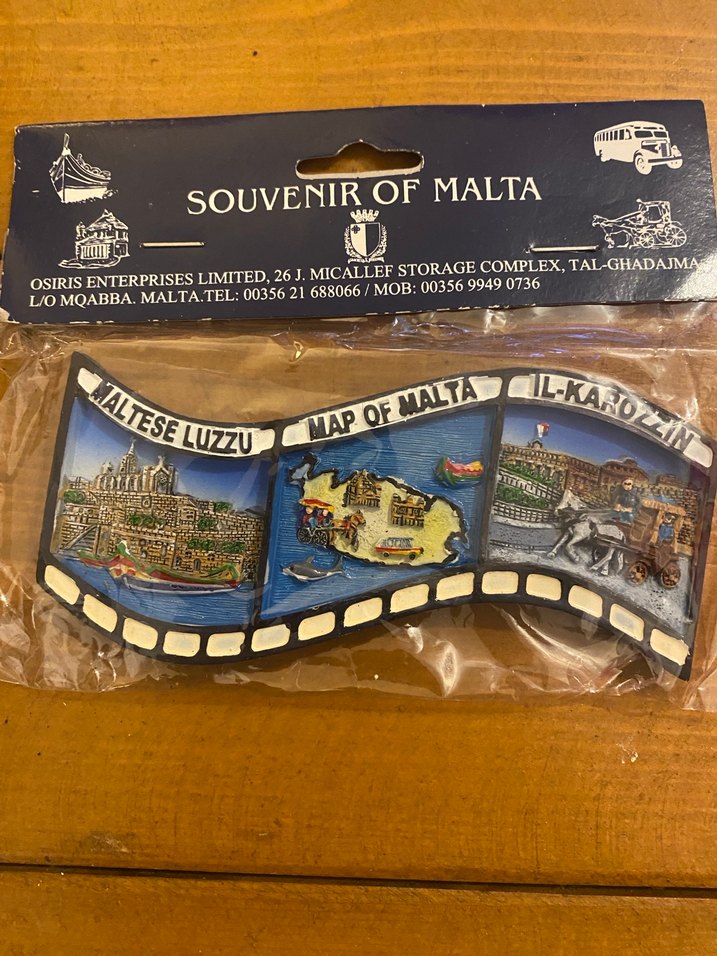 SOUVENIR OF MALTA
OSIRIS ENTERPRISES LIMITED, 26 J. MICALLEF STORAGE COMPLEX, TAL-GHADAJMA
L/O MQABBA. MALTA.TEL: 00356 21 688066 / MOB: 00356 9949 0736
MALTESE LUZZU
MAP OF MALTA
IL-KAROZZIN